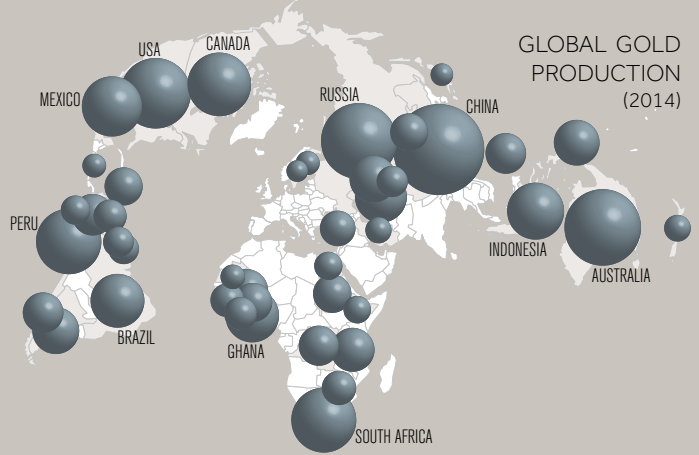 GLOBAL GOLD
PRODUCTION
(2014)
USA
CANADA
MEXICO
RUSSIA
CHINA
PERU
INDONESIA
AUSTRALIA
BRAZIL
GHANA
SOUTH AFRICA